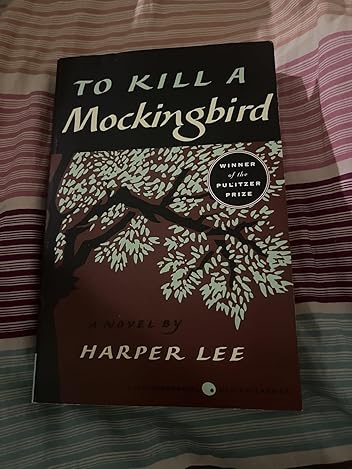 TO KILL A
Mockingbird
WINNER
of the
PULITZER
PRIZE
A NOVEL BY
HARPER LEE